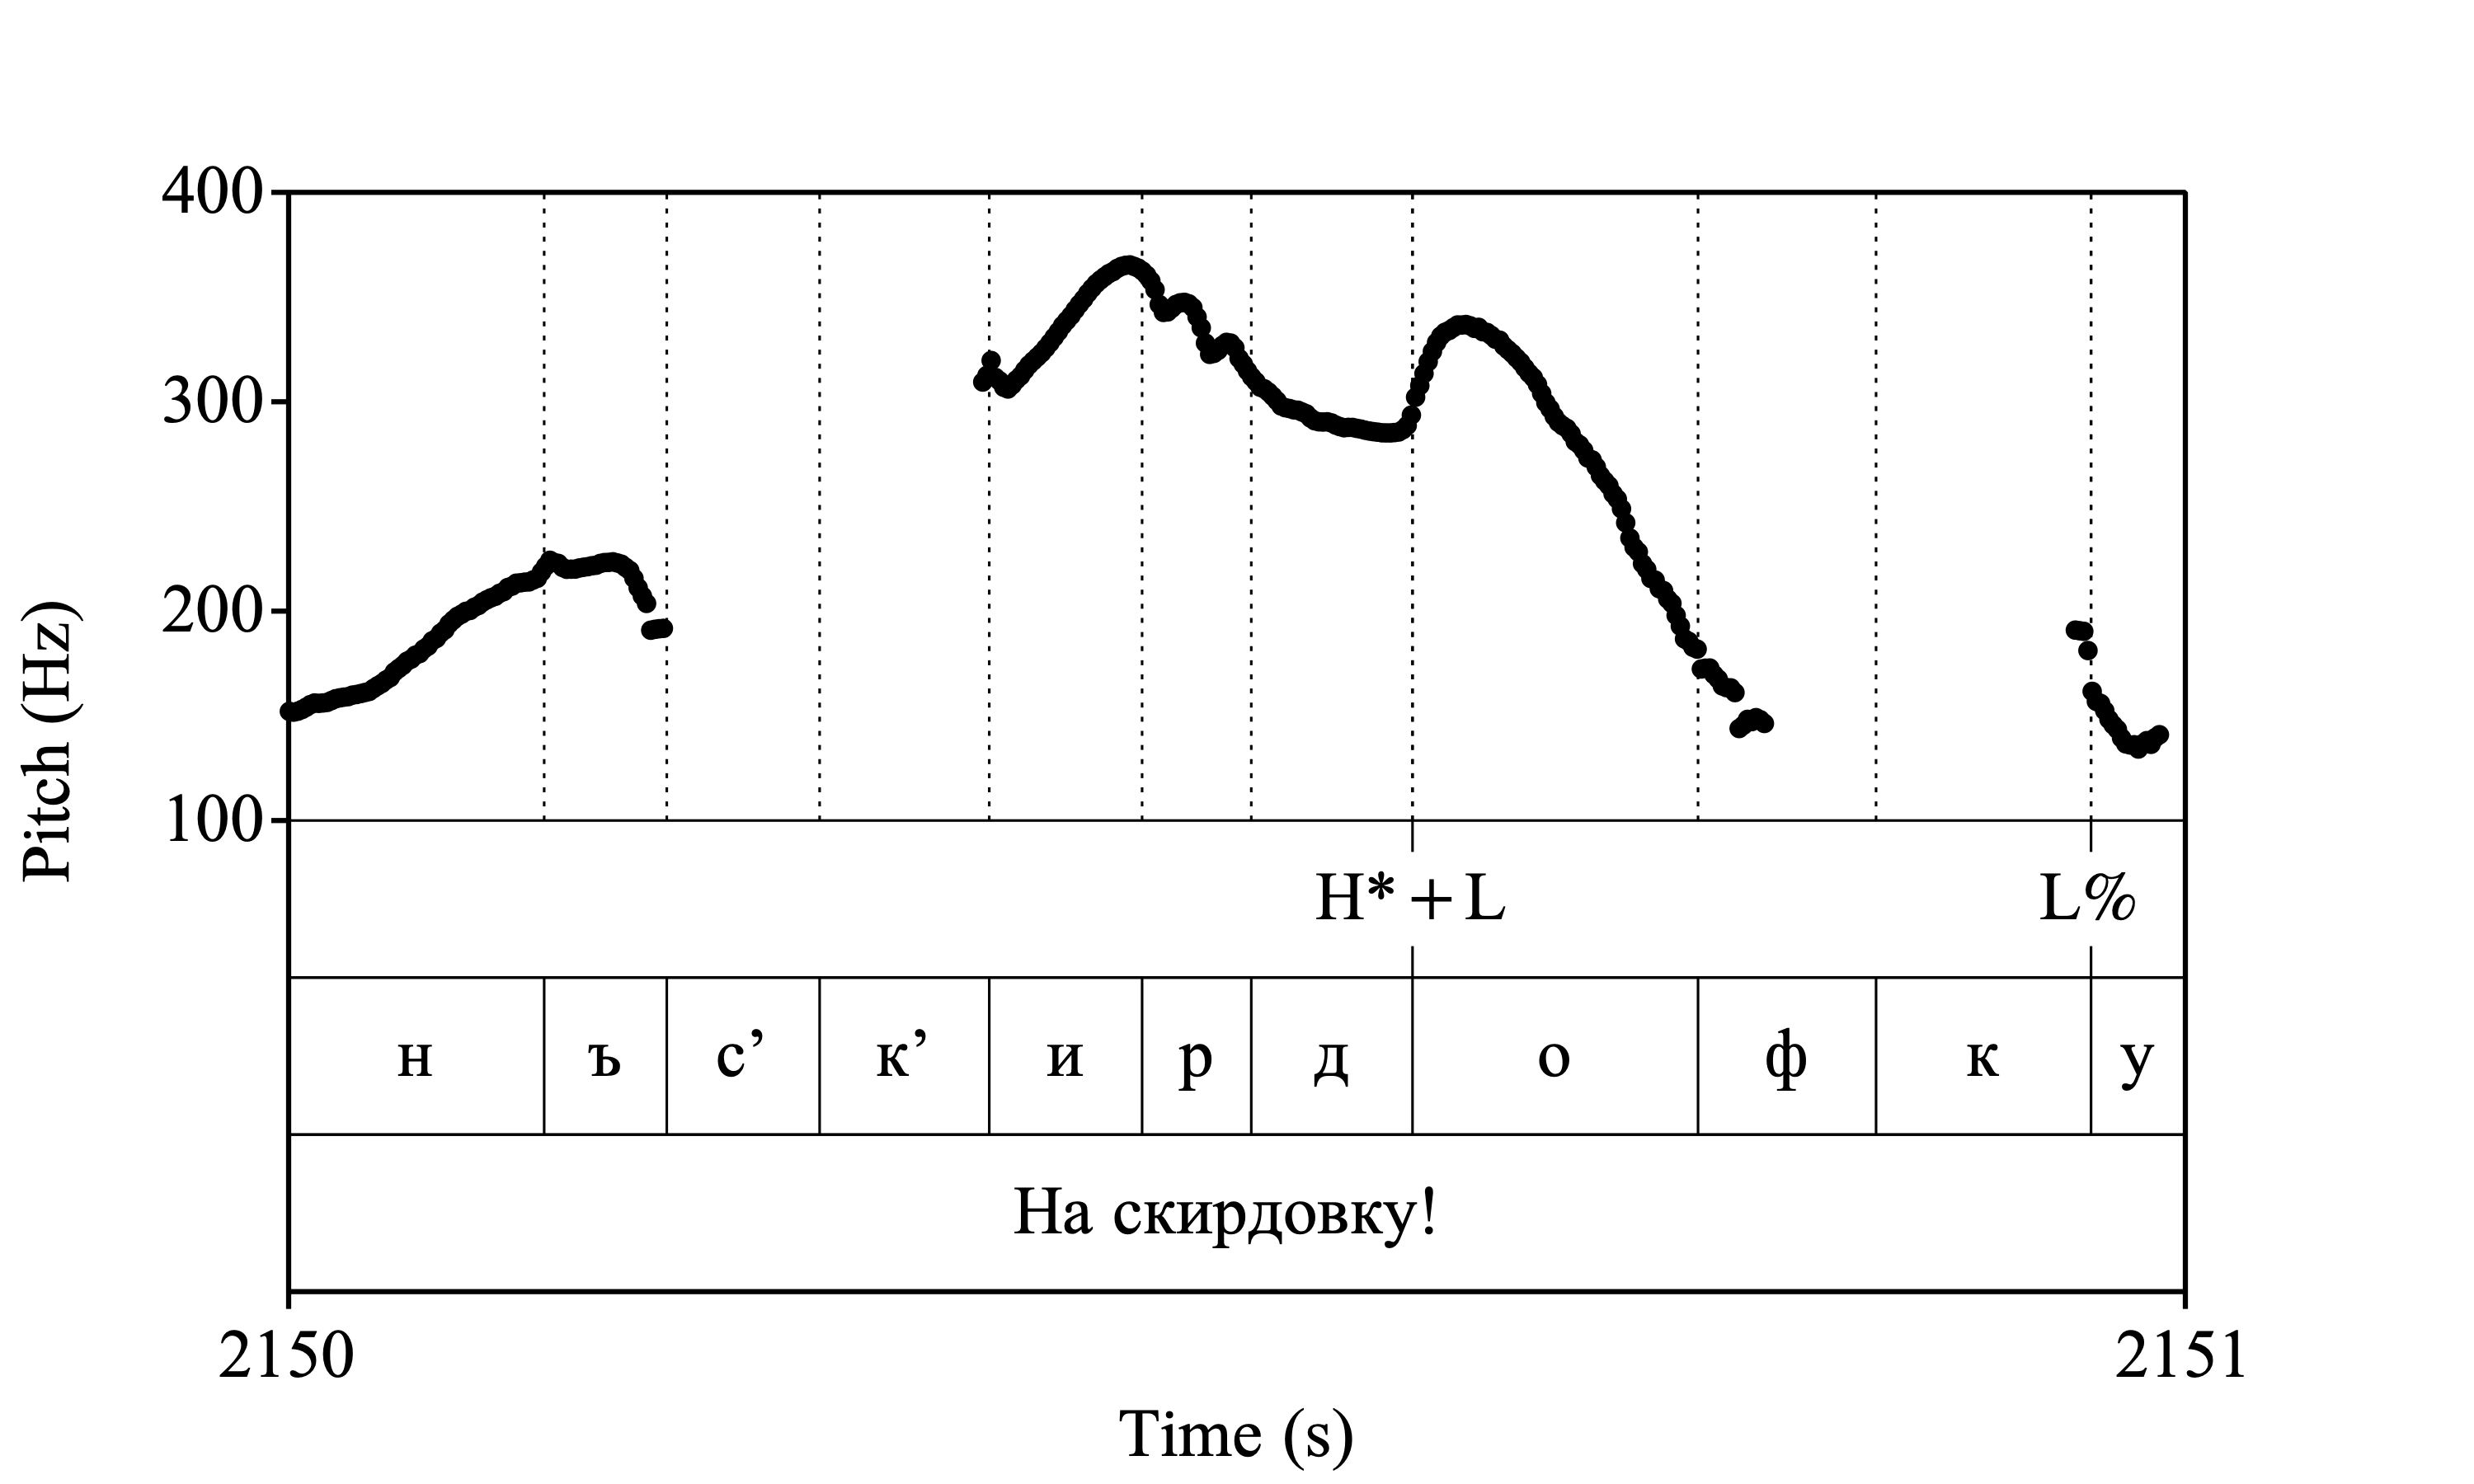 400
300
200
100
Pitch (Hz)
H*+L L%
н ъ с’ к’ и р д о ф к у
На скирдовку!
2150 2151
Time (s)